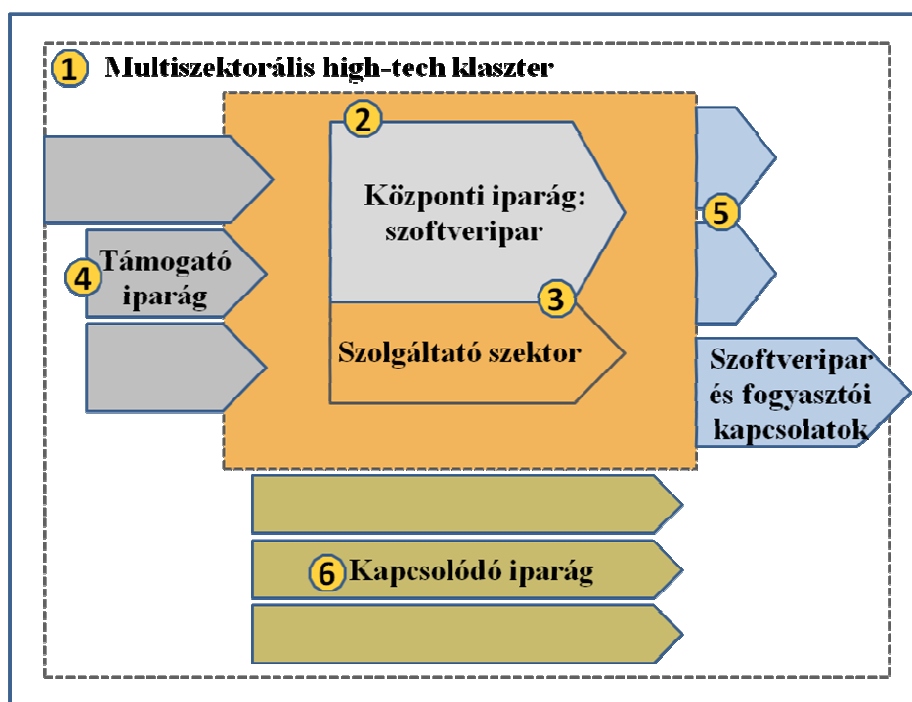 1 Multiszektorális high-tech klaszter
2
Központi iparág:
szoftveripar
3
Szolgáltató szektor
4 Támogató
iparág
5
Szoftveripar
és fogyasztói
kapcsolatok
6 Kapcsolódó iparág